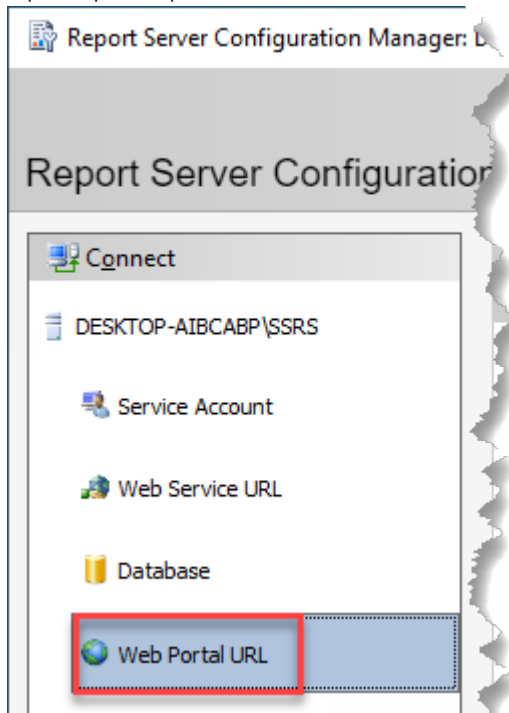 Report Server Configuration Manager:
Report Server Configuration
Connect
DESKTOP-AIBCABP\SSRS
Service Account
Web Service URL
Database
Web Portal URL